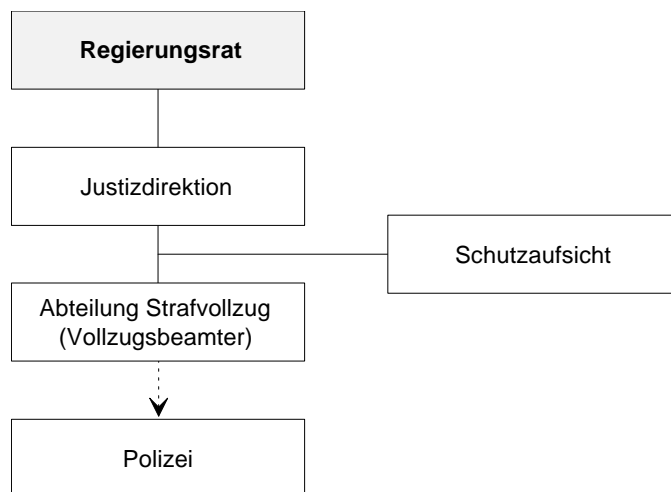 Regierungsrat
Justizdirektion
Schutzaufsicht
Abteilung Strafvollzug
(Vollzugsbeamter)
Polizei